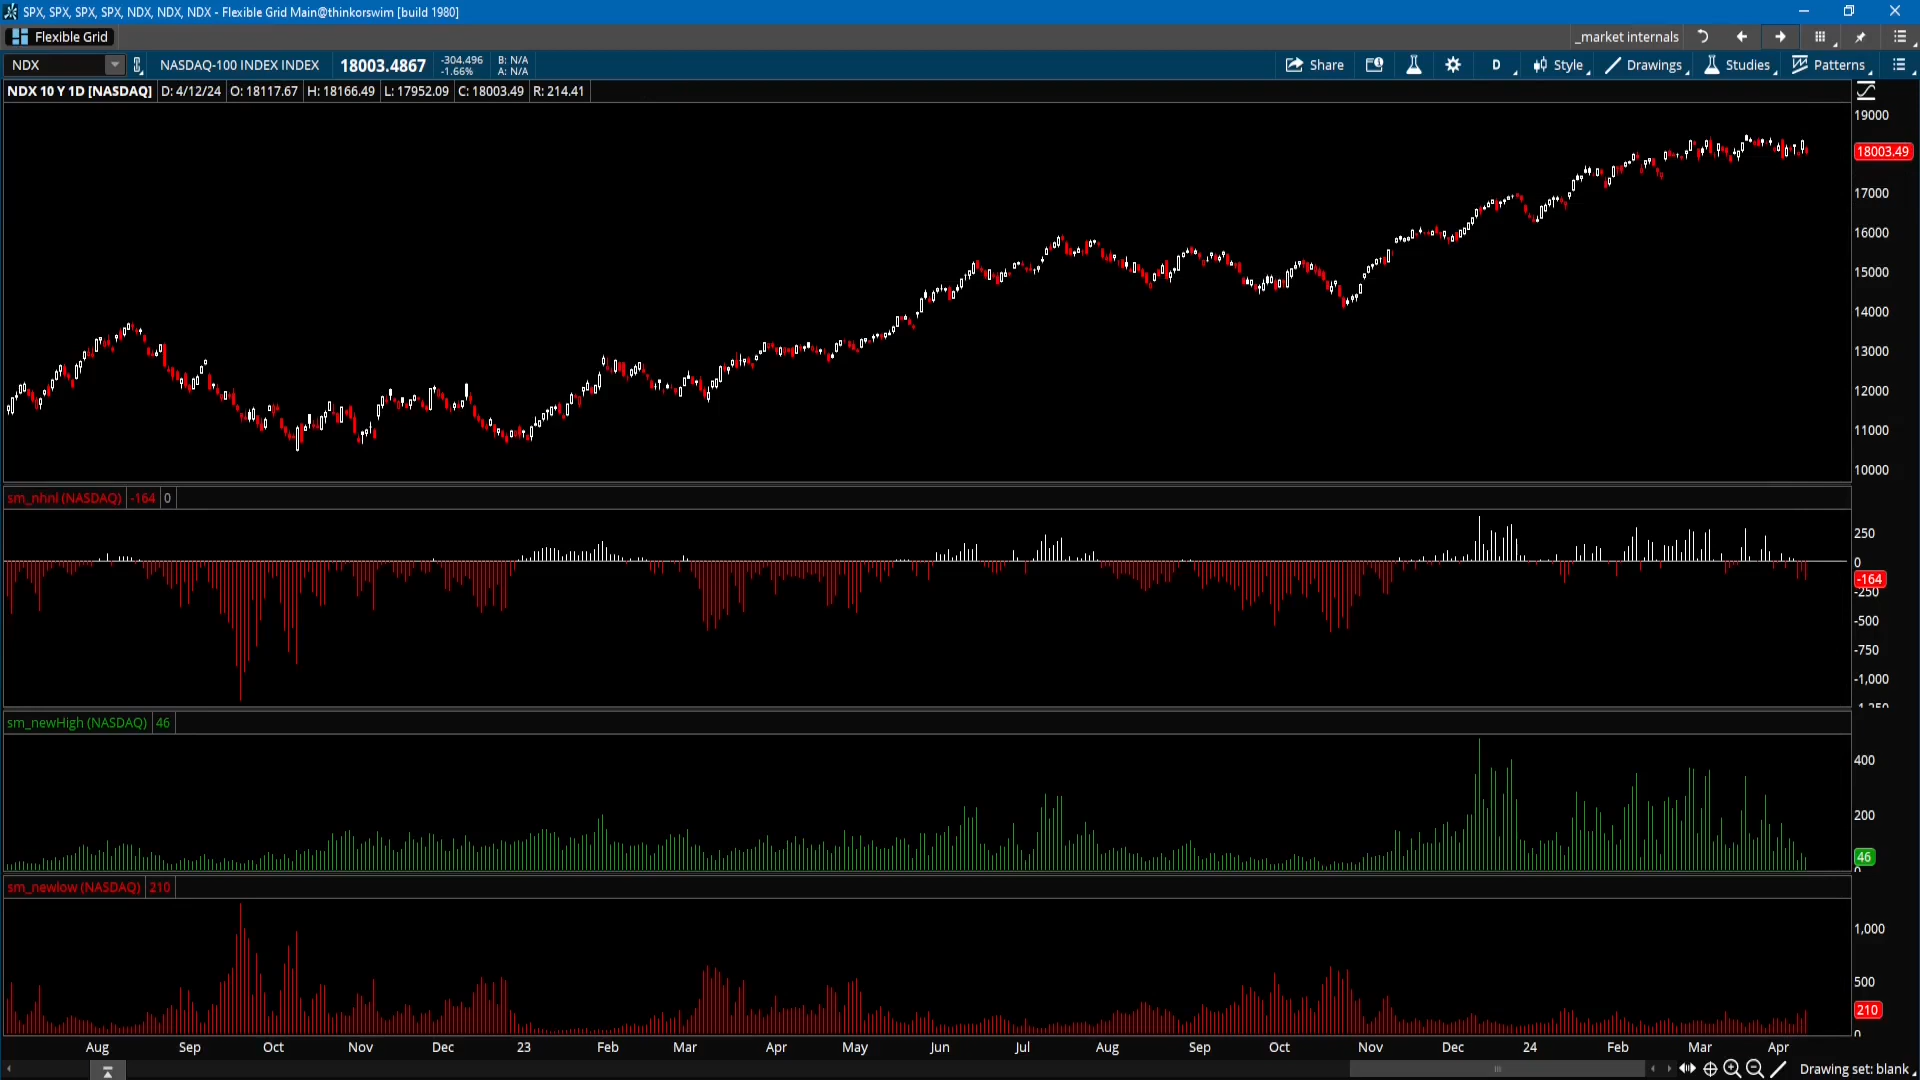 SPX, SPX, SPX, SPX, NDX, NDX, NDX - Flexible Grid Main@thinkorswim [build 1980]
Flexible Grid
_market internals
NDX
NASDAQ-100 INDEX INDEX
18003.4867
-304.496
-1.66%
B: N/A
A: N/A
Share
D
Style
Drawings
Studies
Patterns
NDX 10 Y 1D [NASDAQ] D: 4/12/24 O: 18117.67 H: 18166.49 L: 17952.09 C: 18003.49 R: 214.41
19000
18003.49
17000
16000
15000
14000
13000
12000
11000
10000
sm_nhnl (NASDAQ) -164 0
250
0
-164
-250
-500
-750
-1,000
-1,250
sm_newHigh (NASDAQ) 46
400
200
46
0
sm_newlow (NASDAQ) 210
1,000
500
210
0
Aug Sep Oct Nov Dec 23 Feb Mar Apr May Jun Jul Aug Sep Oct Nov Dec 24 Feb Mar Apr
Drawing set: blank